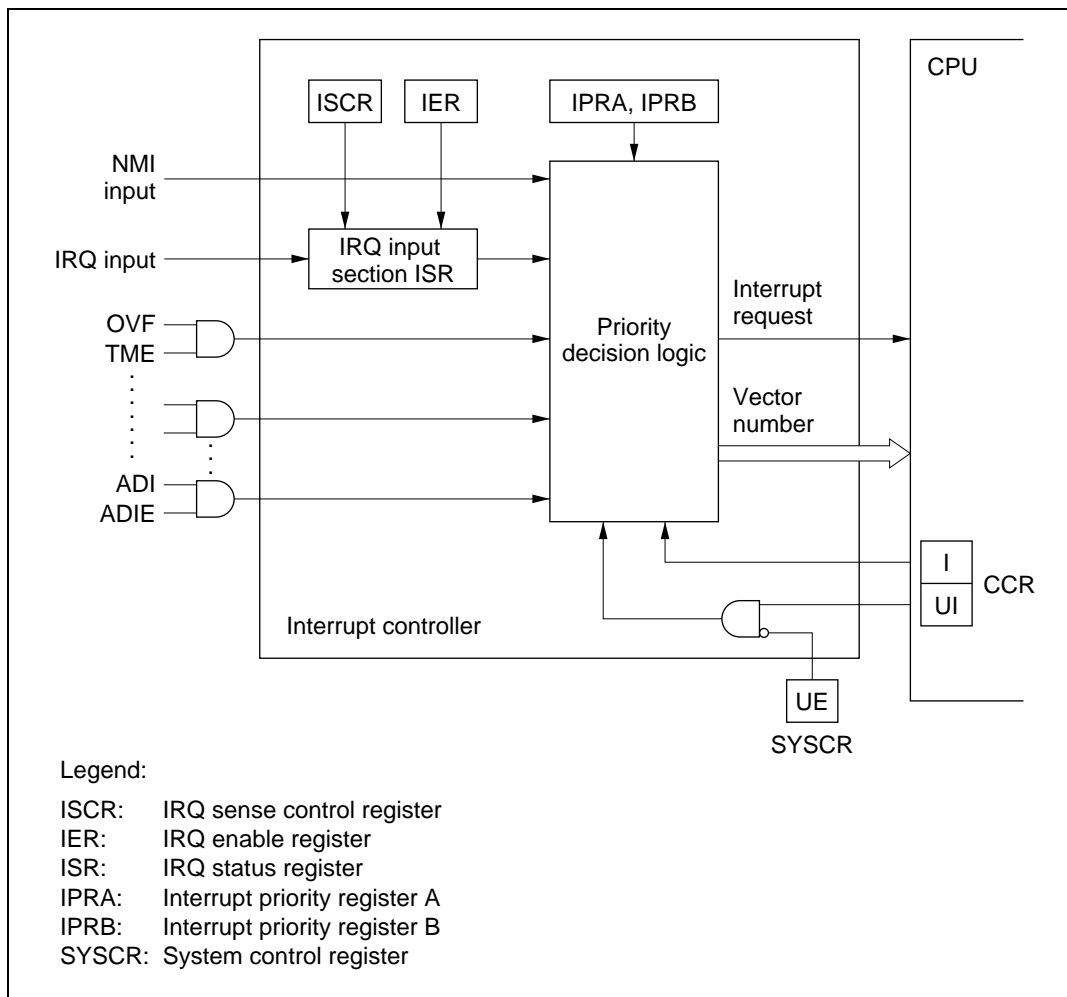 CPU
ISCR
IER
IPRA, IPRB
NMI
input
IRQ input
IRQ input
section ISR
OVF
TME
Priority
decision logic
Interrupt
request
Vector
number
ADI
ADIE
I
UI
CCR
Interrupt controller
UE
SYSCR
Legend:
ISCR: IRQ sense control register
IER: IRQ enable register
ISR: IRQ status register
IPRA: Interrupt priority register A
IPRB: Interrupt priority register B
SYSCR: System control register